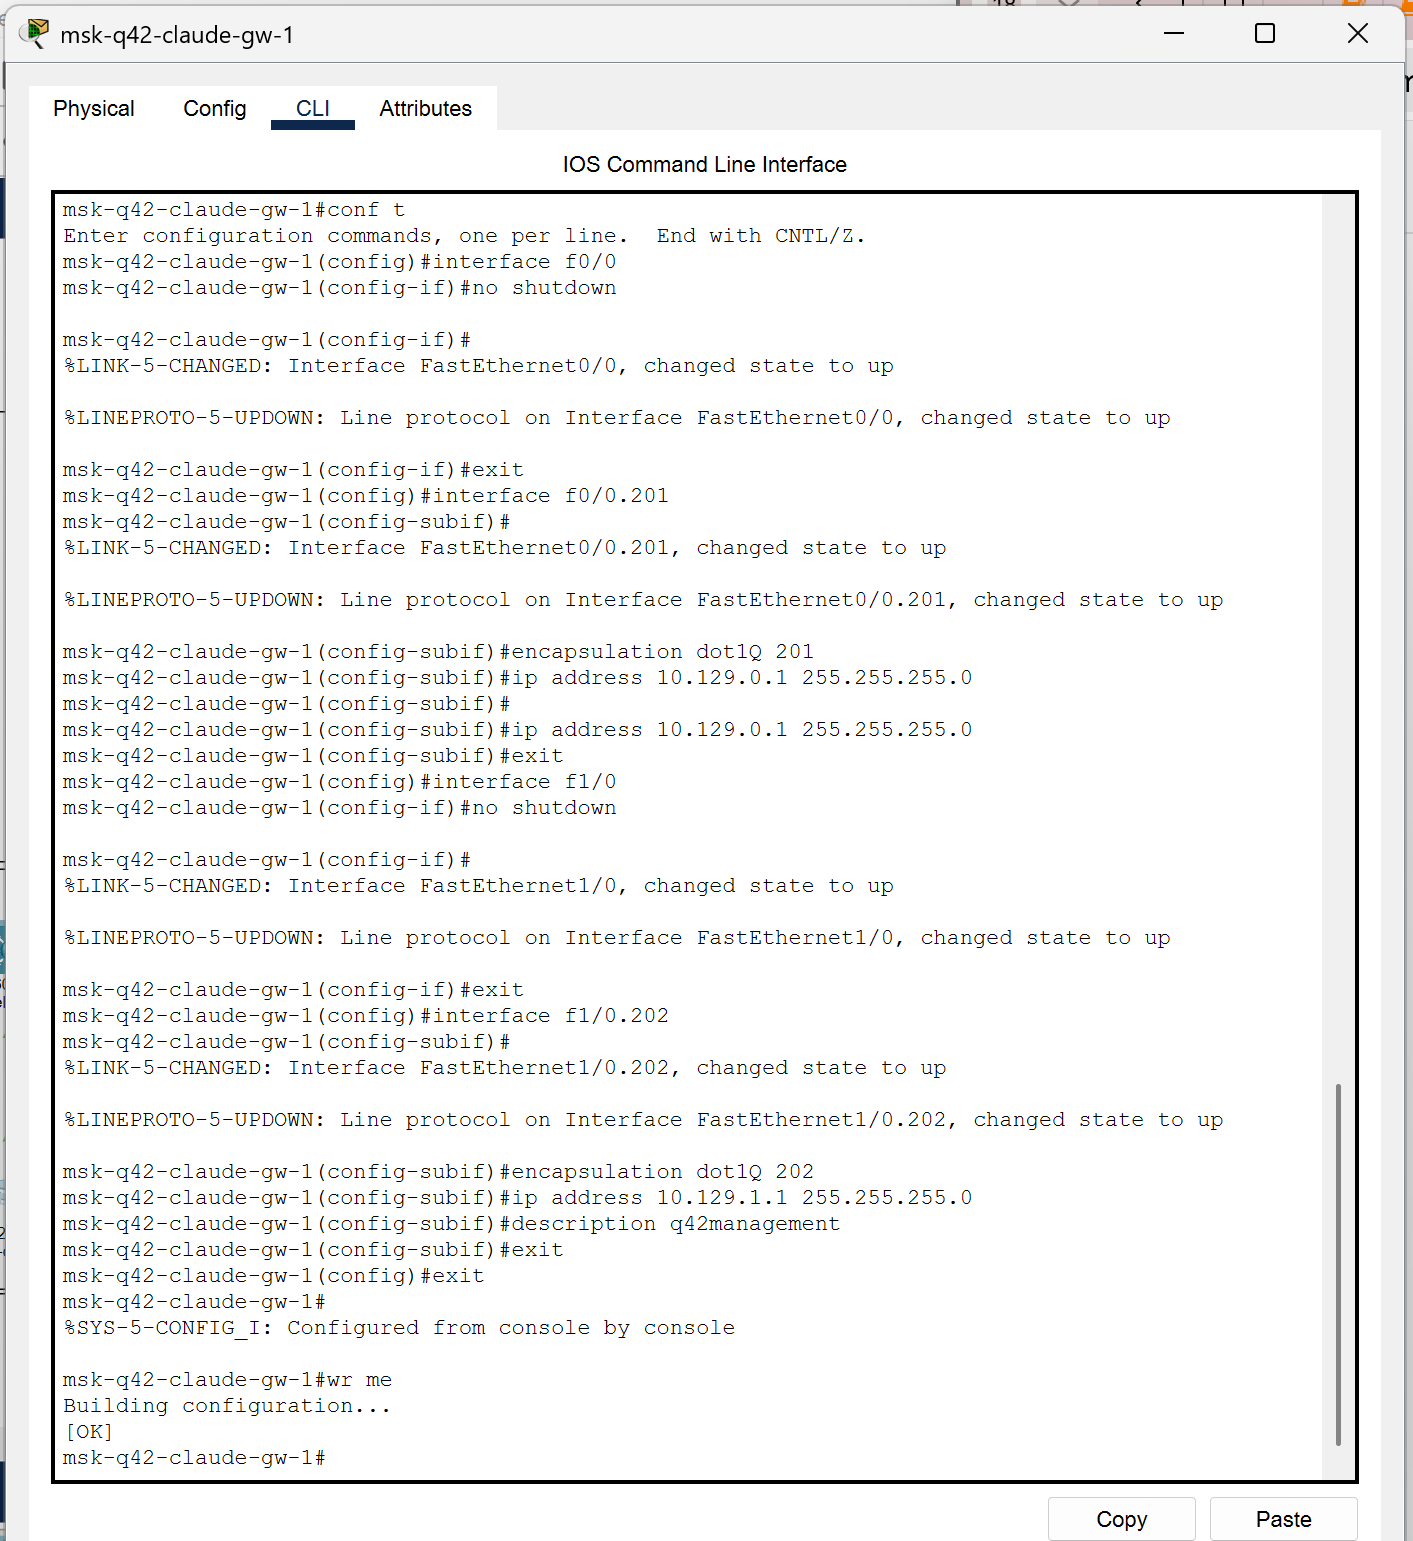 msk-q42-claude-gw-1
Physical Config CLI Attributes
IOS Command Line Interface
msk-q42-claude-gw-1#conf t
Enter configuration commands, one per line.  End with CNTL/Z.
msk-q42-claude-gw-1(config)#interface f0/0
msk-q42-claude-gw-1(config-if)#no shutdown
msk-q42-claude-gw-1(config-if)#
%LINK-5-CHANGED: Interface FastEthernet0/0, changed state to up
%LINEPROTO-5-UPDOWN: Line protocol on Interface FastEthernet0/0, changed state to up
msk-q42-claude-gw-1(config-if)#exit
msk-q42-claude-gw-1(config)#interface f0/0.201
msk-q42-claude-gw-1(config-subif)#
%LINK-5-CHANGED: Interface FastEthernet0/0.201, changed state to up
%LINEPROTO-5-UPDOWN: Line protocol on Interface FastEthernet0/0.201, changed state to up
msk-q42-claude-gw-1(config-subif)#encapsulation dot1Q 201
msk-q42-claude-gw-1(config-subif)#ip address 10.129.0.1 255.255.255.0
msk-q42-claude-gw-1(config-subif)#
msk-q42-claude-gw-1(config-subif)#ip address 10.129.0.1 255.255.255.0
msk-q42-claude-gw-1(config-subif)#exit
msk-q42-claude-gw-1(config)#interface f1/0
msk-q42-claude-gw-1(config-if)#no shutdown
msk-q42-claude-gw-1(config-if)#
%LINK-5-CHANGED: Interface FastEthernet1/0, changed state to up
%LINEPROTO-5-UPDOWN: Line protocol on Interface FastEthernet1/0, changed state to up
msk-q42-claude-gw-1(config-if)#exit
msk-q42-claude-gw-1(config)#interface f1/0.202
msk-q42-claude-gw-1(config-subif)#
%LINK-5-CHANGED: Interface FastEthernet1/0.202, changed state to up
%LINEPROTO-5-UPDOWN: Line protocol on Interface FastEthernet1/0.202, changed state to up
msk-q42-claude-gw-1(config-subif)#encapsulation dot1Q 202
msk-q42-claude-gw-1(config-subif)#ip address 10.129.1.1 255.255.255.0
msk-q42-claude-gw-1(config-subif)#description q42management
msk-q42-claude-gw-1(config-subif)#exit
msk-q42-claude-gw-1(config)#exit
msk-q42-claude-gw-1#
%SYS-5-CONFIG_I: Configured from console by console
msk-q42-claude-gw-1#wr me
Building configuration...
[OK]
msk-q42-claude-gw-1#
Copy Paste